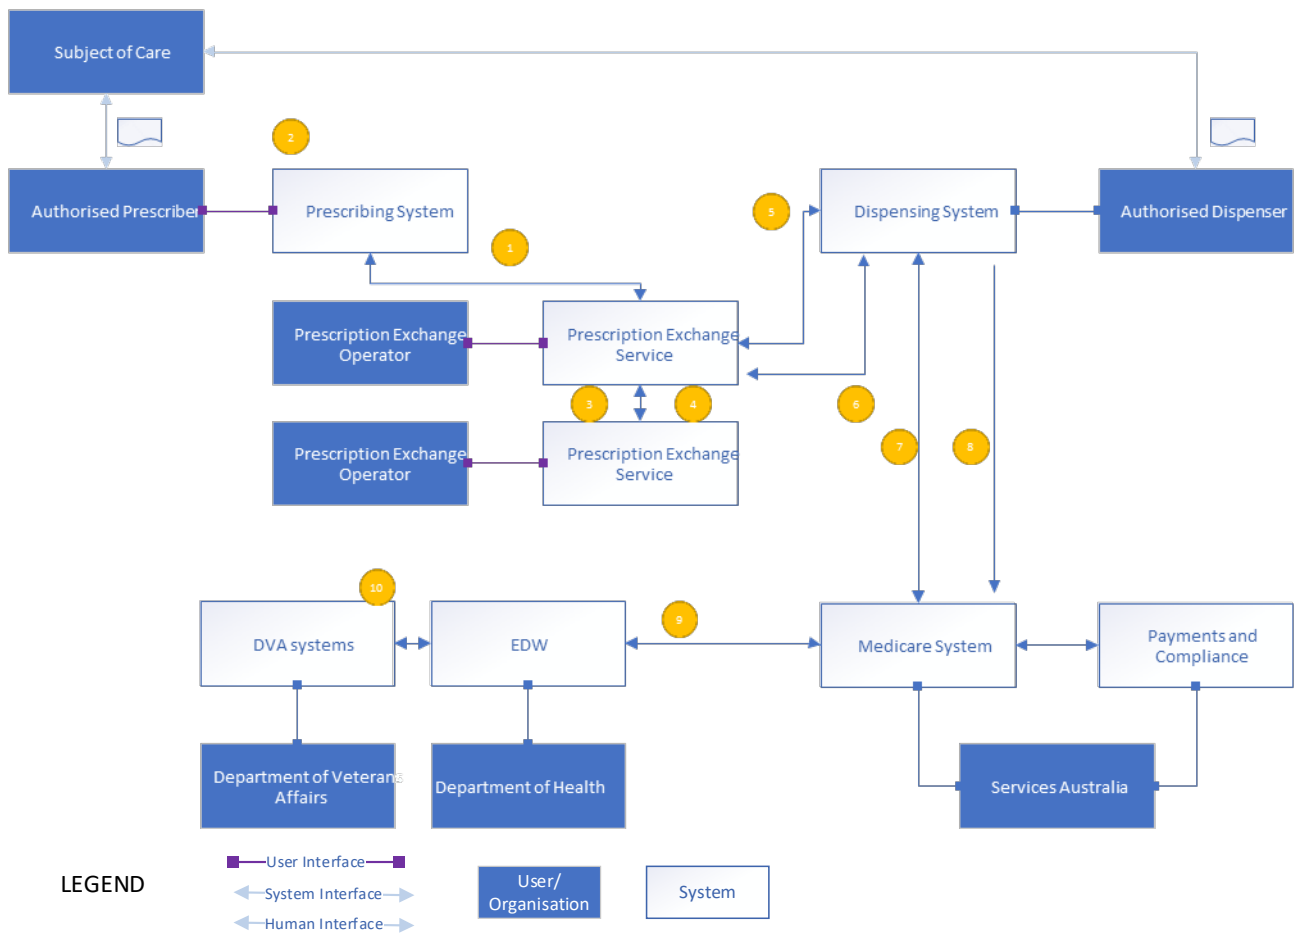 Subject of Care
2
Authorised Prescriber
Prescribing System
5
Dispensing System
Authorised Dispenser
1
Prescription Exchange
Operator
Prescription Exchange
Service
3
4
6
7
8
Prescription Exchange
Operator
Prescription Exchange
Service
10
9
DVA systems
EDW
Medicare System
Payments and
Compliance
Department of Veterans
Affairs
Department of Health
Services Australia
LEGEND
User Interface
System Interface
Human Interface
User/
Organisation
System